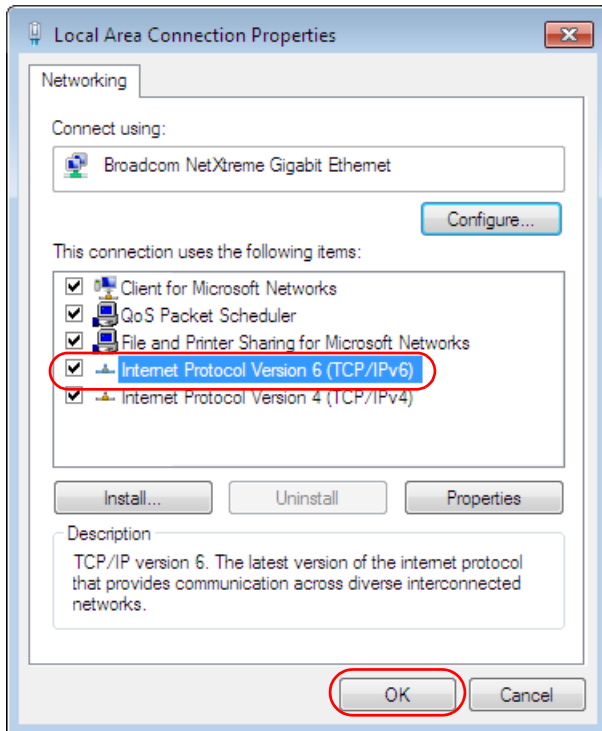 Local Area Connection Properties
Networking
Connect using:
Broadcom NetXtreme Gigabit Ethernet
Configure...
This connection uses the following items:
Client for Microsoft Networks
QoS Packet Scheduler
File and Printer Sharing for Microsoft Networks
Internet Protocol Version 6 (TCP/IPv6)
Internet Protocol Version 4 (TCP/IPv4)
Install...
Uninstall
Properties
Description
TCP/IP version 6. The latest version of the internet protocol
that provides communication across diverse interconnected
networks.
OK
Cancel